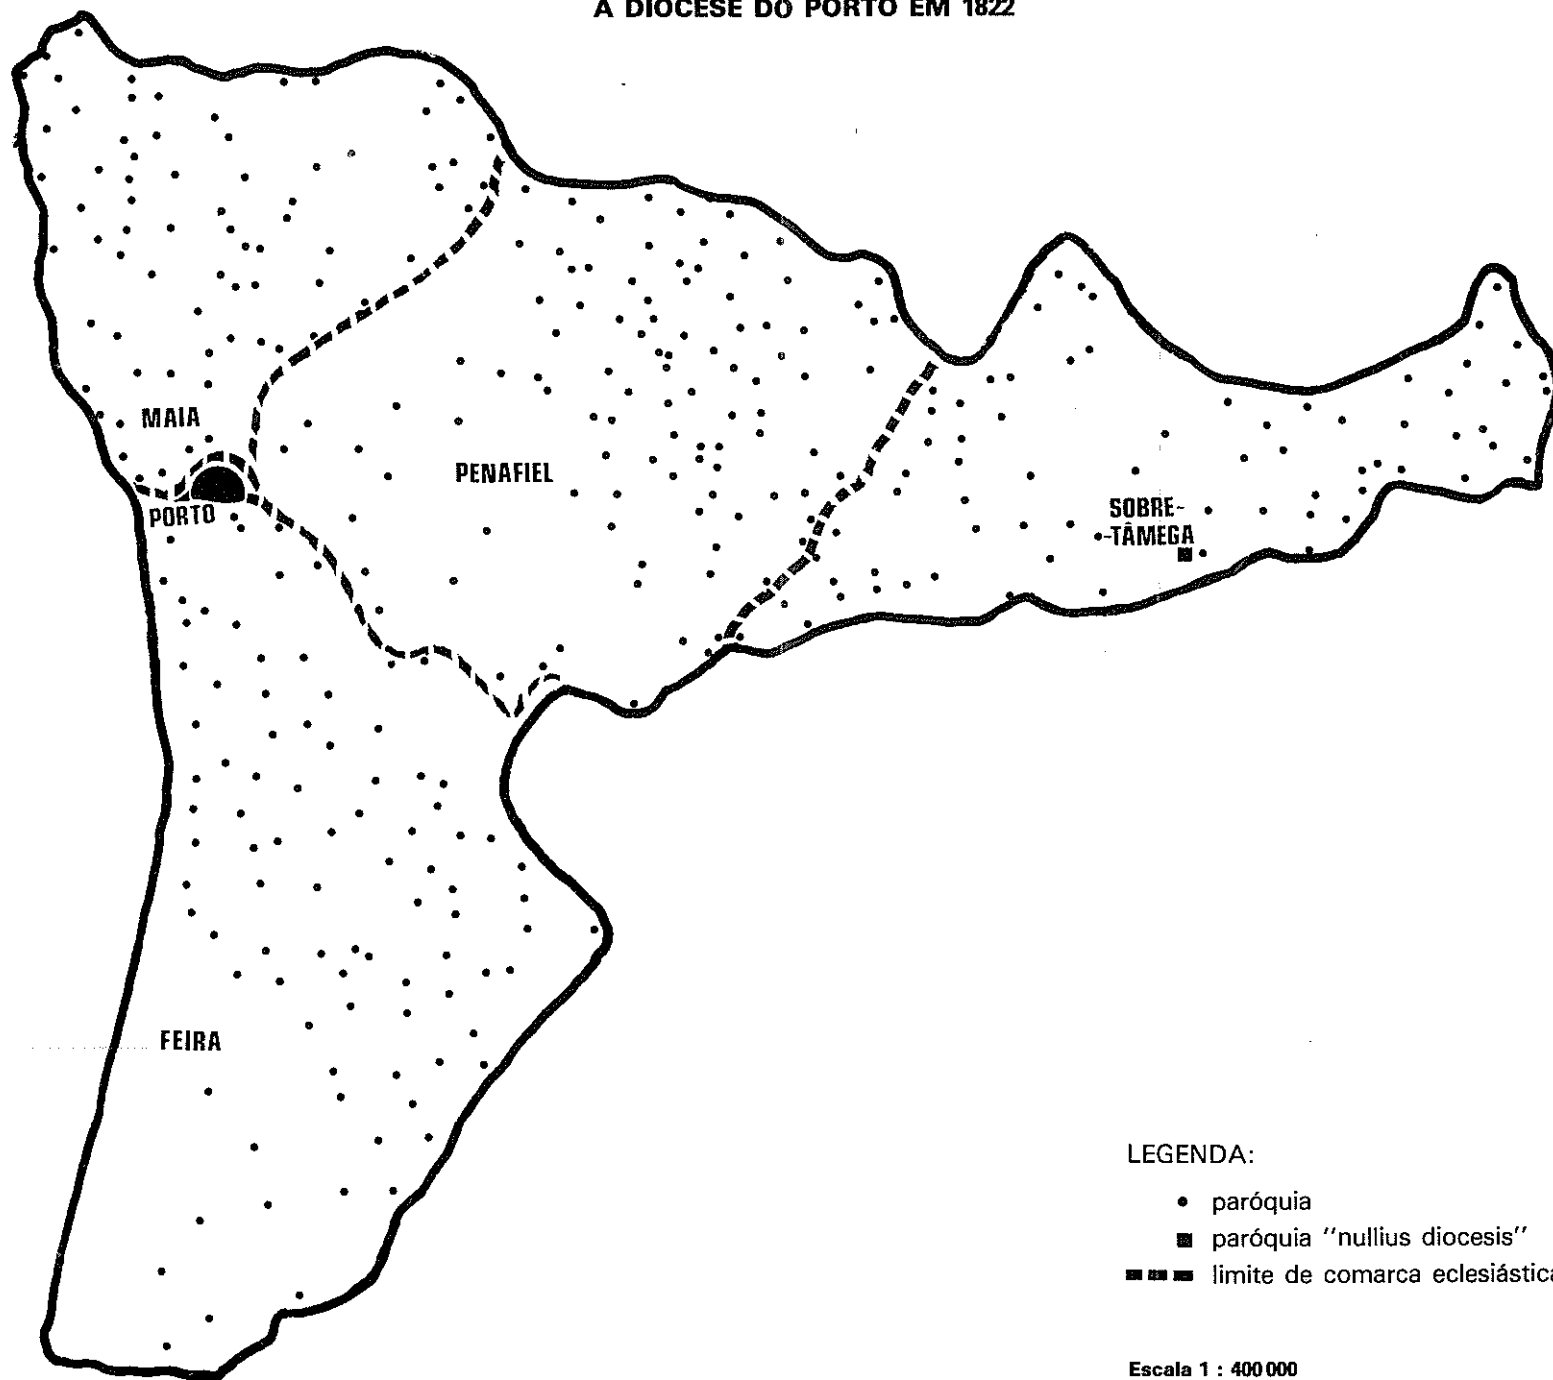 A DIOCESE DO PORTO EM 1822
MAIA
PORTO
PENAFIEL
SOBRE-
-TÂMEGA
FEIRA
LEGENDA:
paróquia
paróquia "nullius diocesis"
limite de comarca eclesiástica
Escala 1 : 400 000